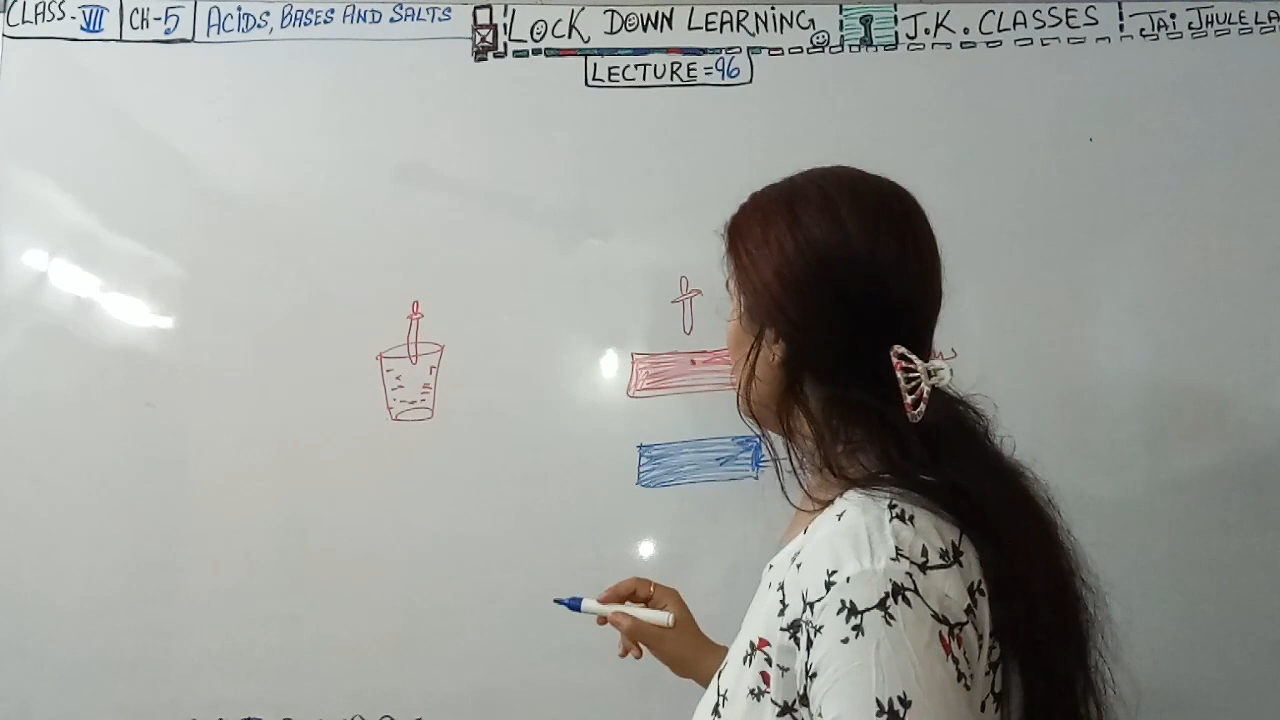 CLASS-VII CH-5 ACIDS, BASES AND SALTS LOCK DOWN LEARNING J.K. CLASSES JAI JHULELA
LECTURE=96